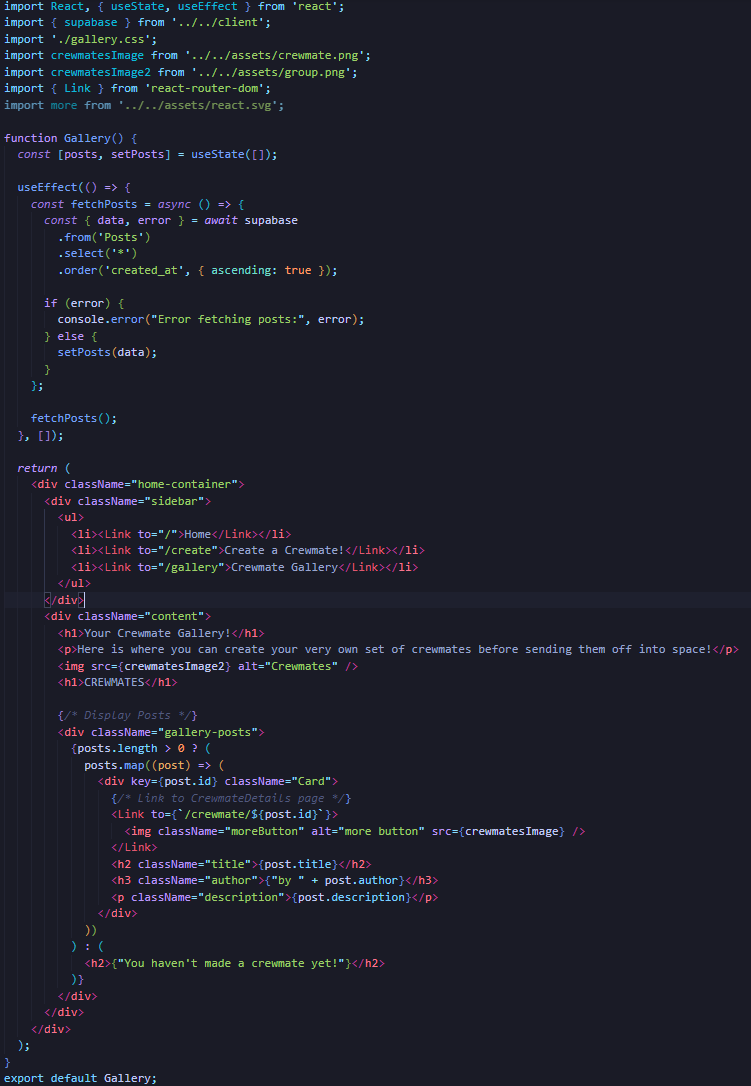 import React, { useState, useEffect } from 'react';
import { supabase } from '../../client';
import './gallery.css';
import crewmatesImage from '../../assets/crewmate.png';
import crewmatesImage2 from '../../assets/group.png';
import { Link } from 'react-router-dom';
import more from '../../assets/react.svg';

function Gallery() {
  const [posts, setPosts] = useState([]);

  useEffect(() => {
    const fetchPosts = async () => {
      const { data, error } = await supabase
        .from('Posts')
        .select('*')
        .order('created_at', { ascending: true });

      if (error) {
        console.error("Error fetching posts:", error);
      } else {
        setPosts(data);
      }
    };

    fetchPosts();
  }, []);

  return (
    <div className="home-container">
      <div className="sidebar">
        <ul>
          <li><Link to="/">Home</Link></li>
          <li><Link to="/create">Create a Crewmate!</Link></li>
          <li><Link to="/gallery">Crewmate Gallery</Link></li>
        </ul>
      </div>
      <div className="content">
        <h1>Your Crewmate Gallery!</h1>
        <p>Here is where you can create your very own set of crewmates before sending them off into space!</p>
        <img src={crewmatesImage2} alt="Crewmates" />
        <h1>CREWMATES</h1>

        {/* Display Posts */}
        <div className="gallery-posts">
          {posts.length > 0 ? (
            posts.map((post) => (
              <div key={post.id} className="Card">
                {/* Link to CrewmateDetails page */}
                <Link to={`/crewmate/${post.id}`}>
                  <img className="moreButton" alt="more button" src={crewmatesImage} />
                </Link>
                <h2 className="title">{post.title}</h2>
                <h3 className="author">{"by " + post.author}</h3>
                <p className="description">{post.description}</p>
              </div>
            ))
          ) : (
            <h2>{"You haven't made a crewmate yet!"}</h2>
          )}
        </div>
      </div>
    </div>
  );
}
export default Gallery;